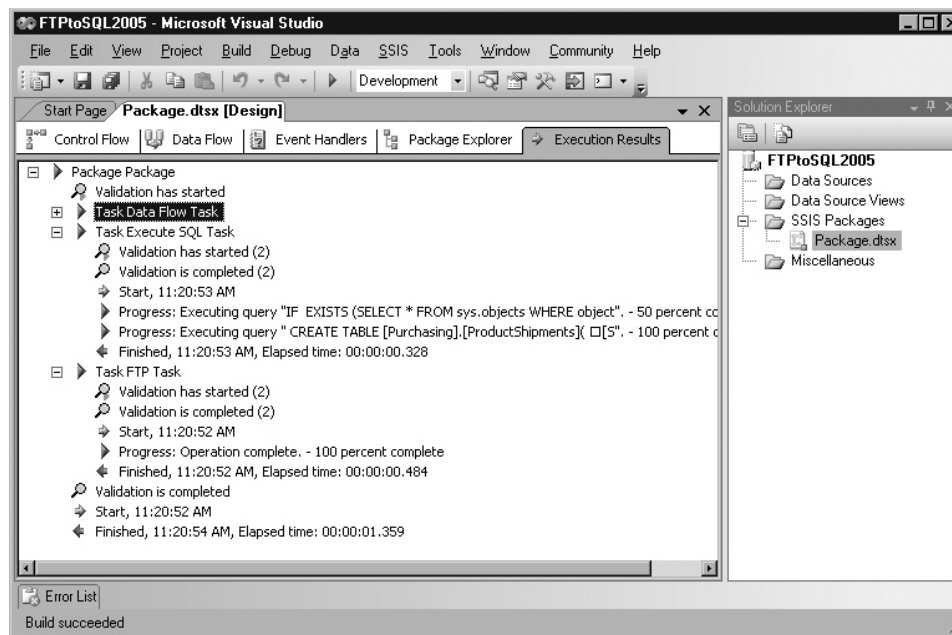 FTPtoSQL2005 - Microsoft Visual Studio
File Edit View Project Build Debug Data SSIS Tools Window Community Help
Development
Start Page Package.dtsx [Design]
Control Flow Data Flow Event Handlers Package Explorer Execution Results
Package Package
Validation has started
Task Data Flow Task
Task Execute SQL Task
Validation has started (2)
Validation is completed (2)
Start, 11:20:53 AM
Progress: Executing query "IF EXISTS (SELECT * FROM sys.objects WHERE object". - 50 percent cc
Progress: Executing query " CREATE TABLE [Purchasing].[ProductShipments]( □[S". - 100 percent c
Finished, 11:20:53 AM, Elapsed time: 00:00:00.328
Task FTP Task
Validation has started (2)
Validation is completed (2)
Start, 11:20:52 AM
Progress: Operation complete. - 100 percent complete
Finished, 11:20:52 AM, Elapsed time: 00:00:00.484
Validation is completed
Start, 11:20:52 AM
Finished, 11:20:54 AM, Elapsed time: 00:00:01.359
Solution Explorer
FTPtoSQL2005
Data Sources
Data Source Views
SSIS Packages
Package.dtsx
Miscellaneous
Error List
Build succeeded